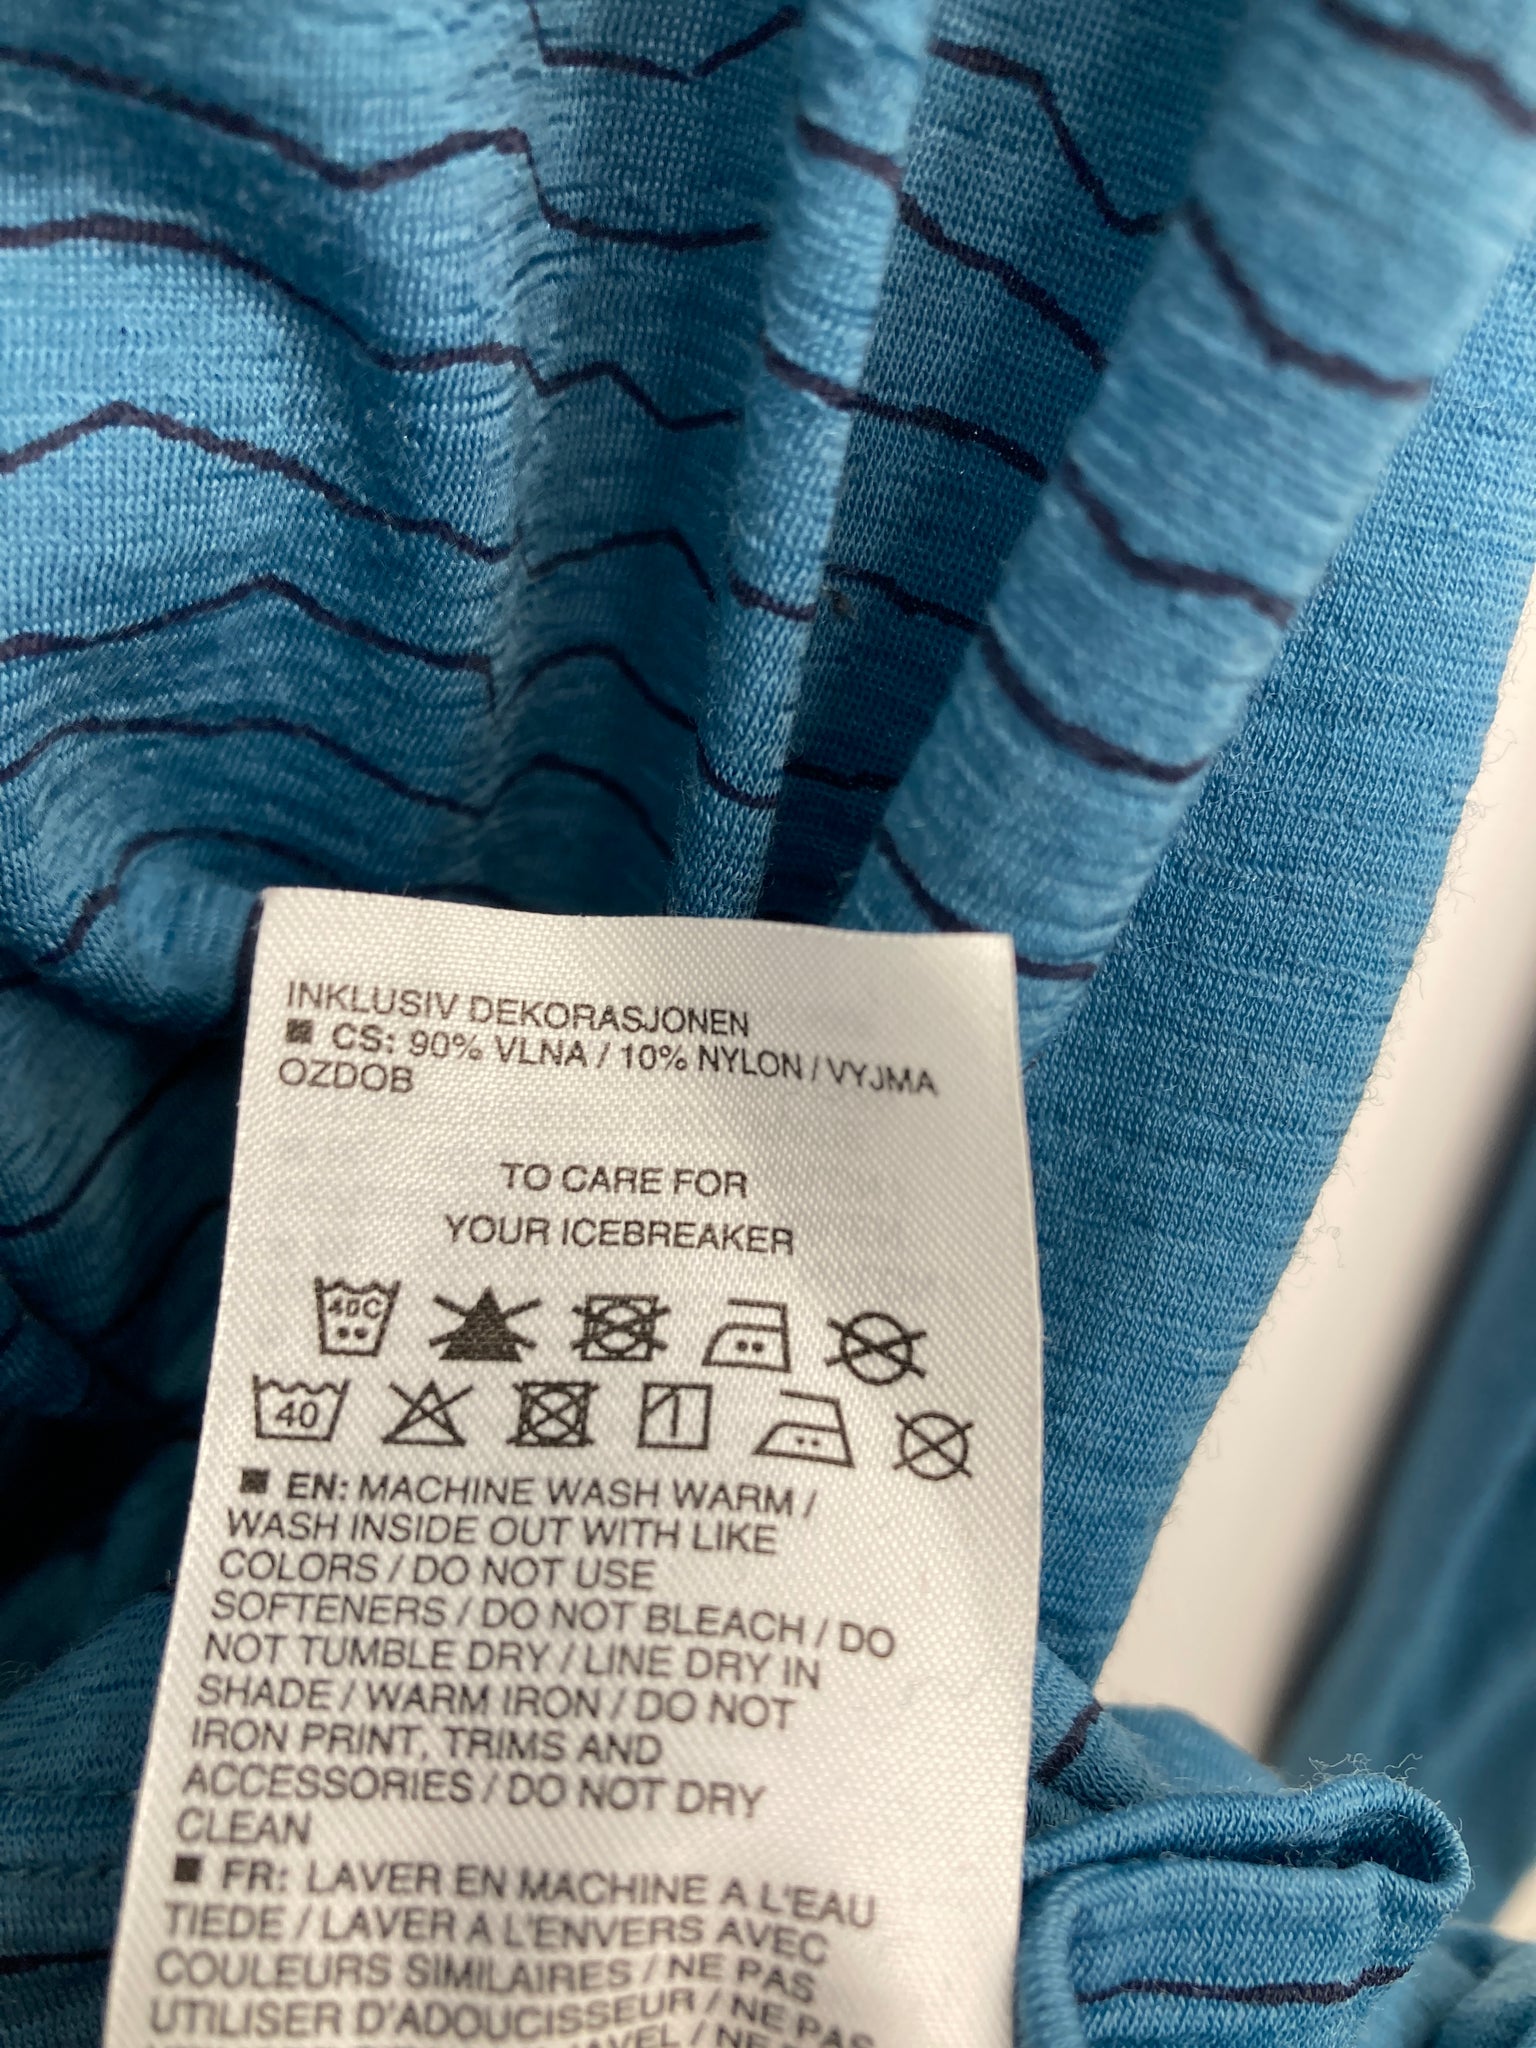 INKLUSIV DEKORASJONEN
■ CS: 90% VLNA / 10% NYLON / VYJMA
OZDOB
TO CARE FOR
YOUR ICEBREAKER
40C
40
■ EN: MACHINE WASH WARM /
WASH INSIDE OUT WITH LIKE
COLORS / DO NOT USE
SOFTENERS / DO NOT BLEACH / DO
NOT TUMBLE DRY / LINE DRY IN
SHADE / WARM IRON / DO NOT
IRON PRINT, TRIMS AND
ACCESSORIES / DO NOT DRY
CLEAN
■ FR: LAVER EN MACHINE A L'EAU
TIEDE / LAVER A L'ENVERS AVEC
COULEURS SIMILAIRES / NE PAS
UTILISER D'ADOUCISSEUR / NE PAS